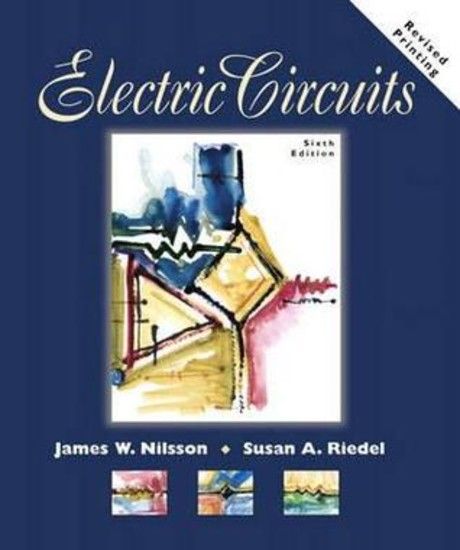 Revised
Printing
Electric Circuits
Sixth
Edition
James W. Nilsson ◆ Susan A. Riedel